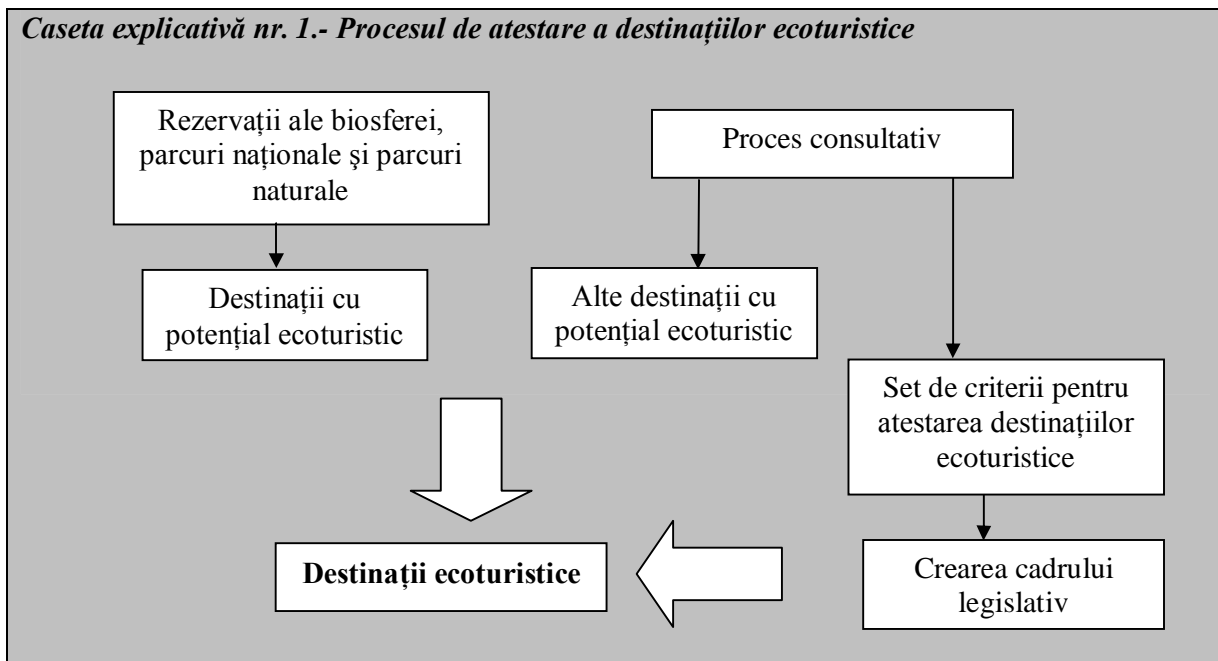 Caseta explicativă nr. 1.- Procesul de atestare a destinațiilor ecoturistice
Rezervații ale biosferei,
parcuri naționale şi parcuri
naturale
Proces consultativ
Destinații cu
potențial ecoturistic
Alte destinații cu
potențial ecoturistic
Set de criterii pentru
atestarea destinațiilor
ecoturistice
Destinații ecoturistice
Crearea cadrului
legislativ